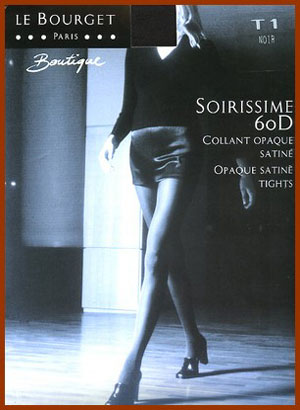 LE BOURGET
••• PARIS •••
Boutique
T1
NOIR
SOIRISSIME
60D
COLLANT OPAQUE
SATINÉ
OPAQUE SATINÉ
TIGHTS